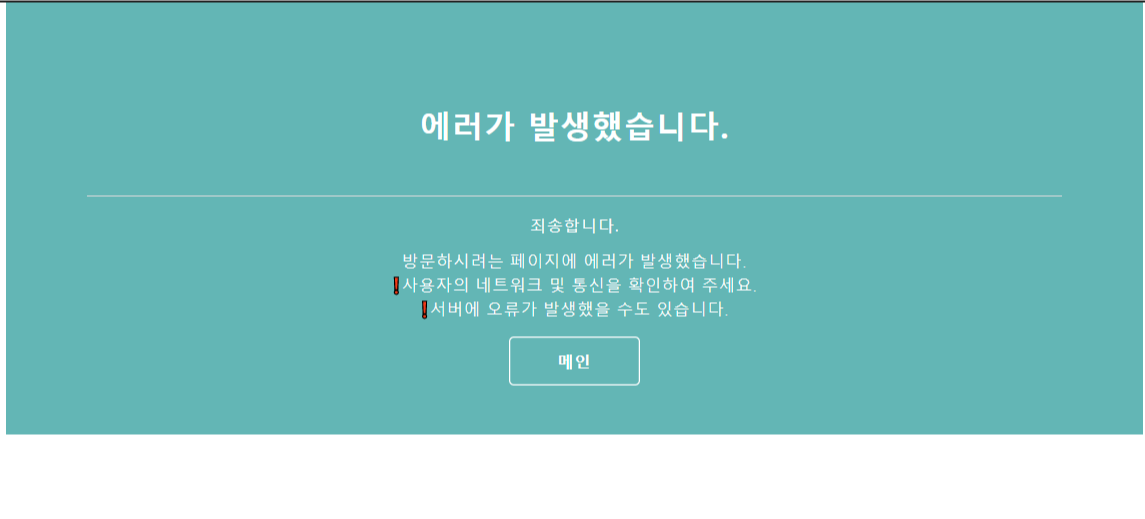 에러가 발생했습니다.
죄송합니다.
방문하시려는 페이지에 에러가 발생했습니다.
❗사용자의 네트워크 및 통신을 확인하여 주세요.
❗서버에 오류가 발생했을 수도 있습니다.
메인